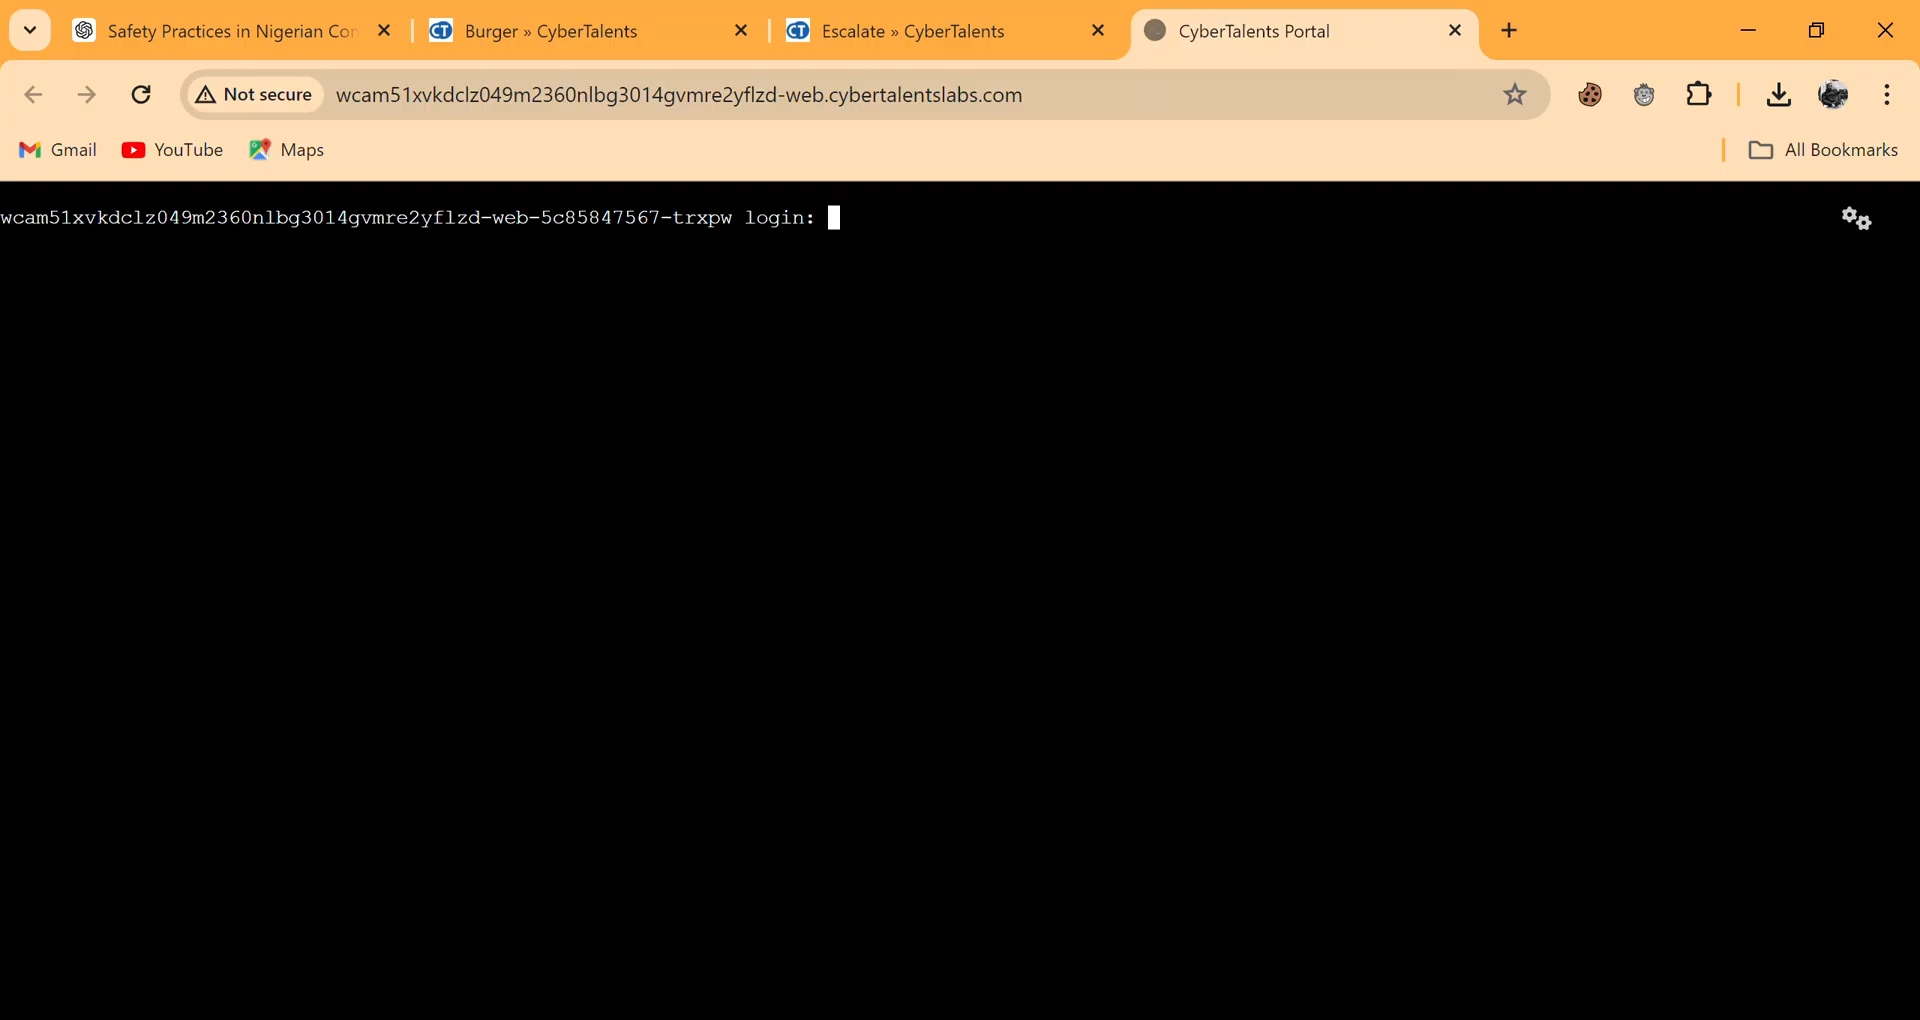 Safety Practices in Nigerian Con
Burger » CyberTalents
Escalate » CyberTalents
CyberTalents Portal
Not secure
wcam51xvkdclz049m2360nlbg3014gvmre2yflzd-web.cybertalentslabs.com
Gmail
YouTube
Maps
All Bookmarks
wcam51xvkdclz049m2360nlbg3014gvmre2yflzd-web-5c85847567-trxpw login: